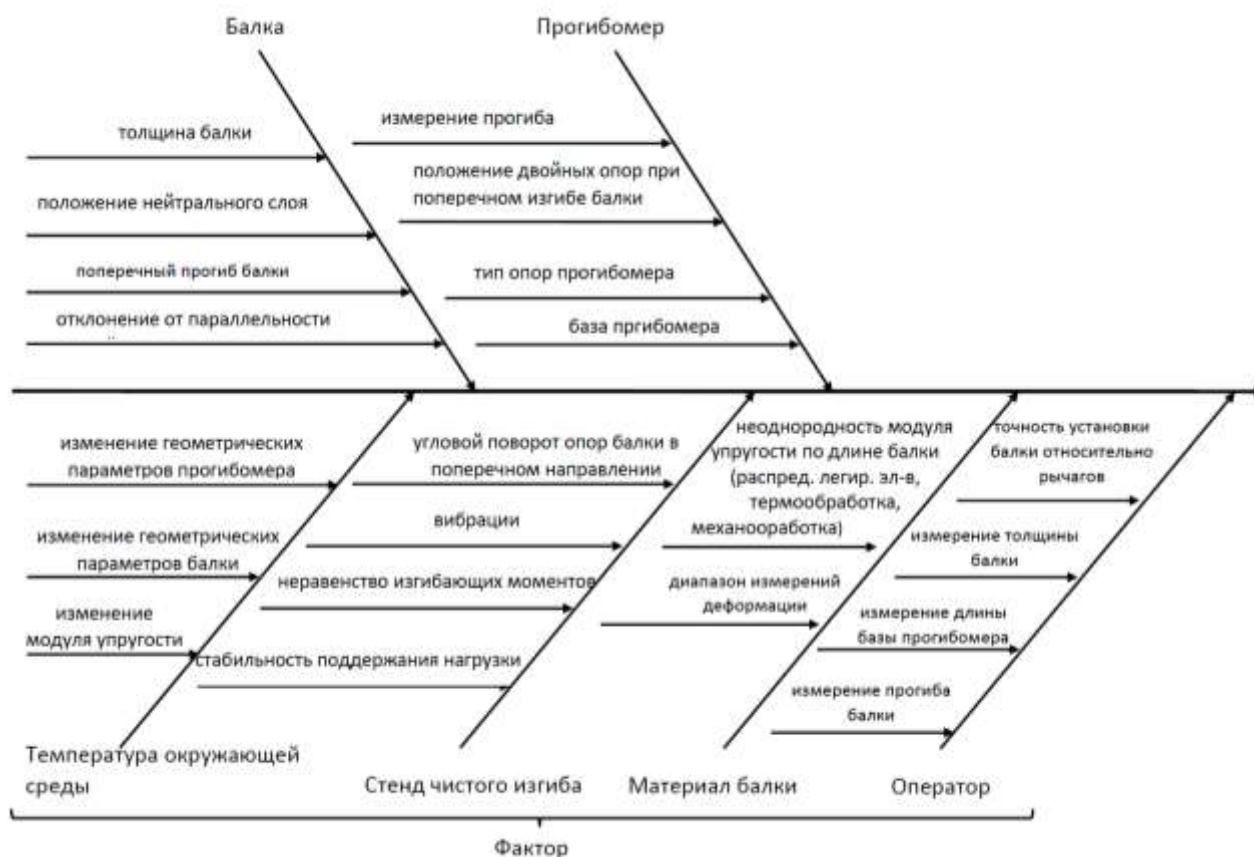 Балка
Прогибомер
толщина балки
положение нейтрального слоя
поперечный прогиб балки
отклонение от параллельности
измерение прогиба
положение двойных опор при
поперечном изгибе балки
тип опор прогибомера
база пргибомера
изменение геометрических
параметров прогибомера
изменение геометрических
параметров балки
изменение
модуля упругости
Температура окружающей
среды
угловой поворот опор балки в
поперечном направлении
вибрации
неравенство изгибающих моментов
стабильность поддержания нагрузки
Стенд чистого изгиба
неоднородность модуля
упругости по длине балки
(распред. легир. эл-в,
термообработка,
механооработка)
диапазон измерений
деформации
Материал балки
точность установки
балки относительно
рычагов
измерение толщины
балки
измерение длины
базы прогибомера
измерение прогиба
балки
Оператор
Фактор